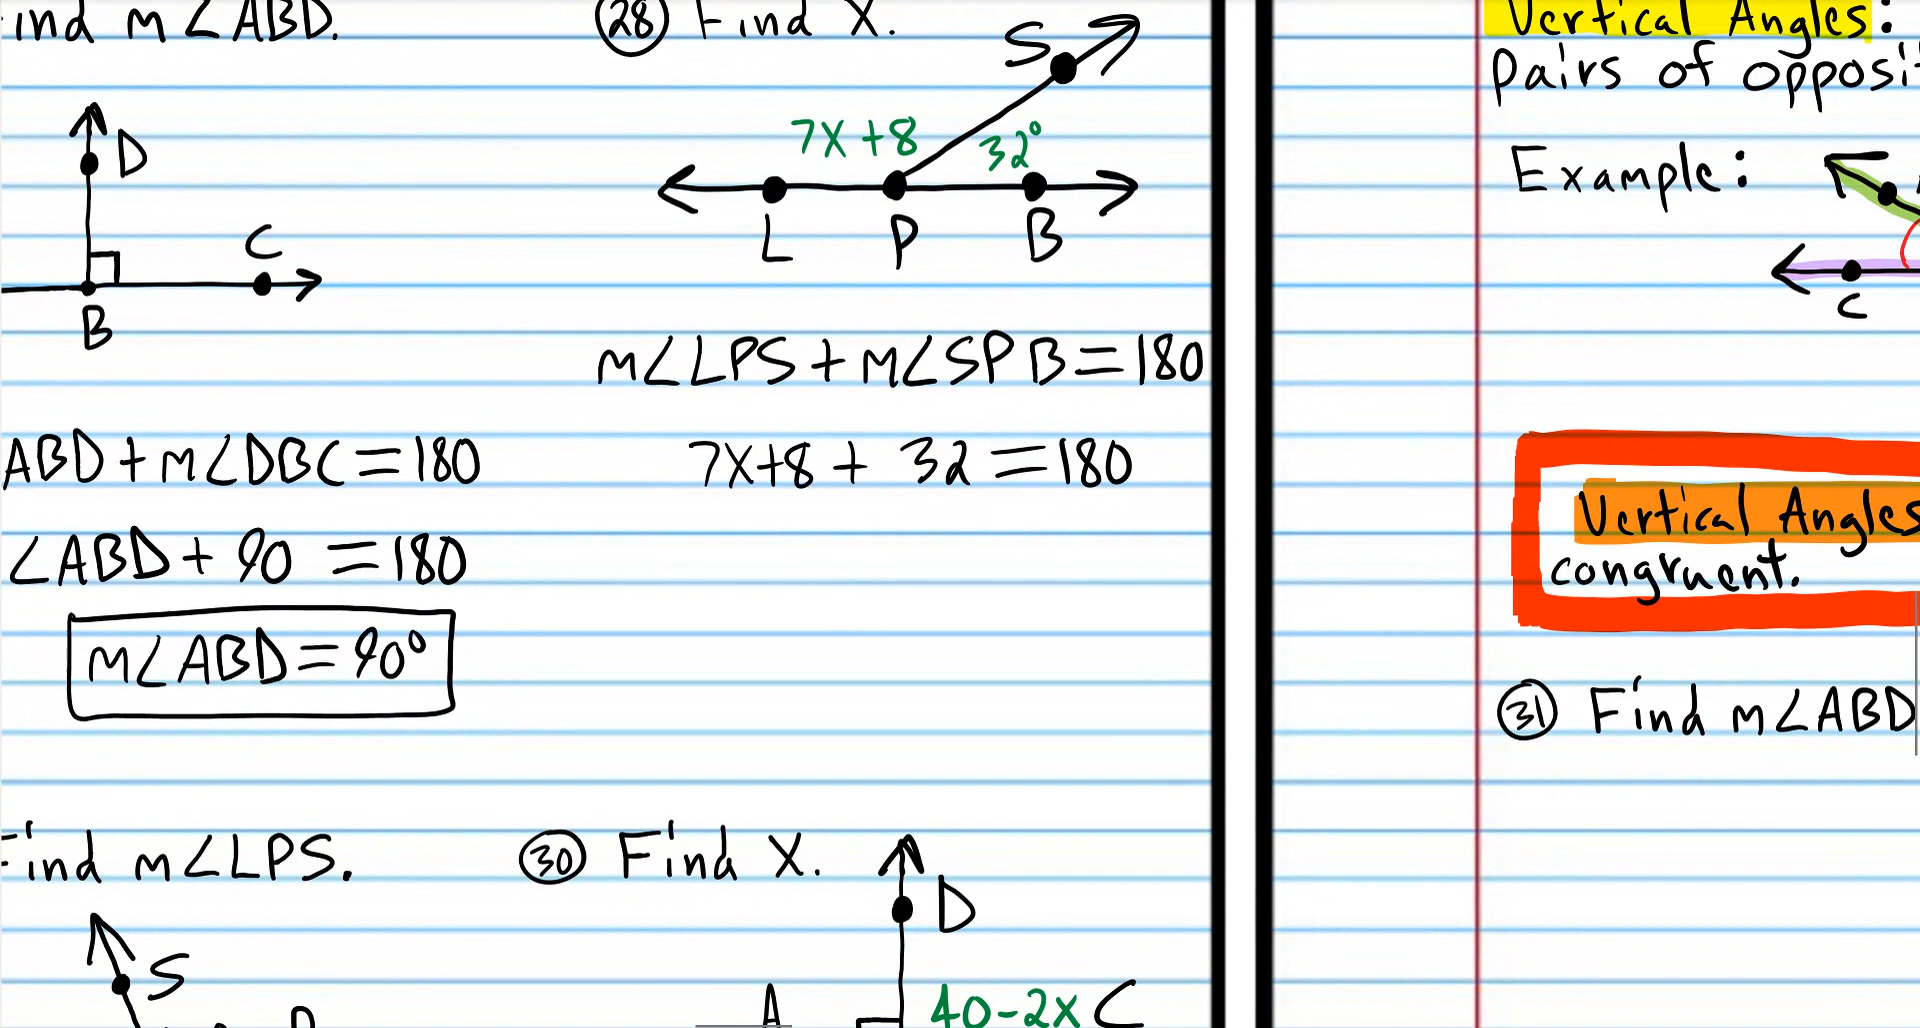 ind m∠ABD.
D
C
B
ABD + m∠DBC = 180
∠ABD + 90 = 180
m∠ABD = 90°
ind m∠LPS.
S
28 Find X.
S
7X+8 32°
L P B
m∠LPS + m∠SPB = 180
7X+8 + 32 = 180
30 Find X.
D
A 40-2x C
Vertical Angles:
Pairs of opposi
Example:
C
Vertical Angles
congruent.
31 Find m∠ABD